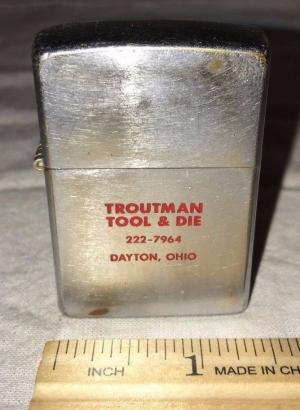 TROUTMAN
TOOL & DIE
222-7964
DAYTON, OHIO
INCH 1 MADE IN CH